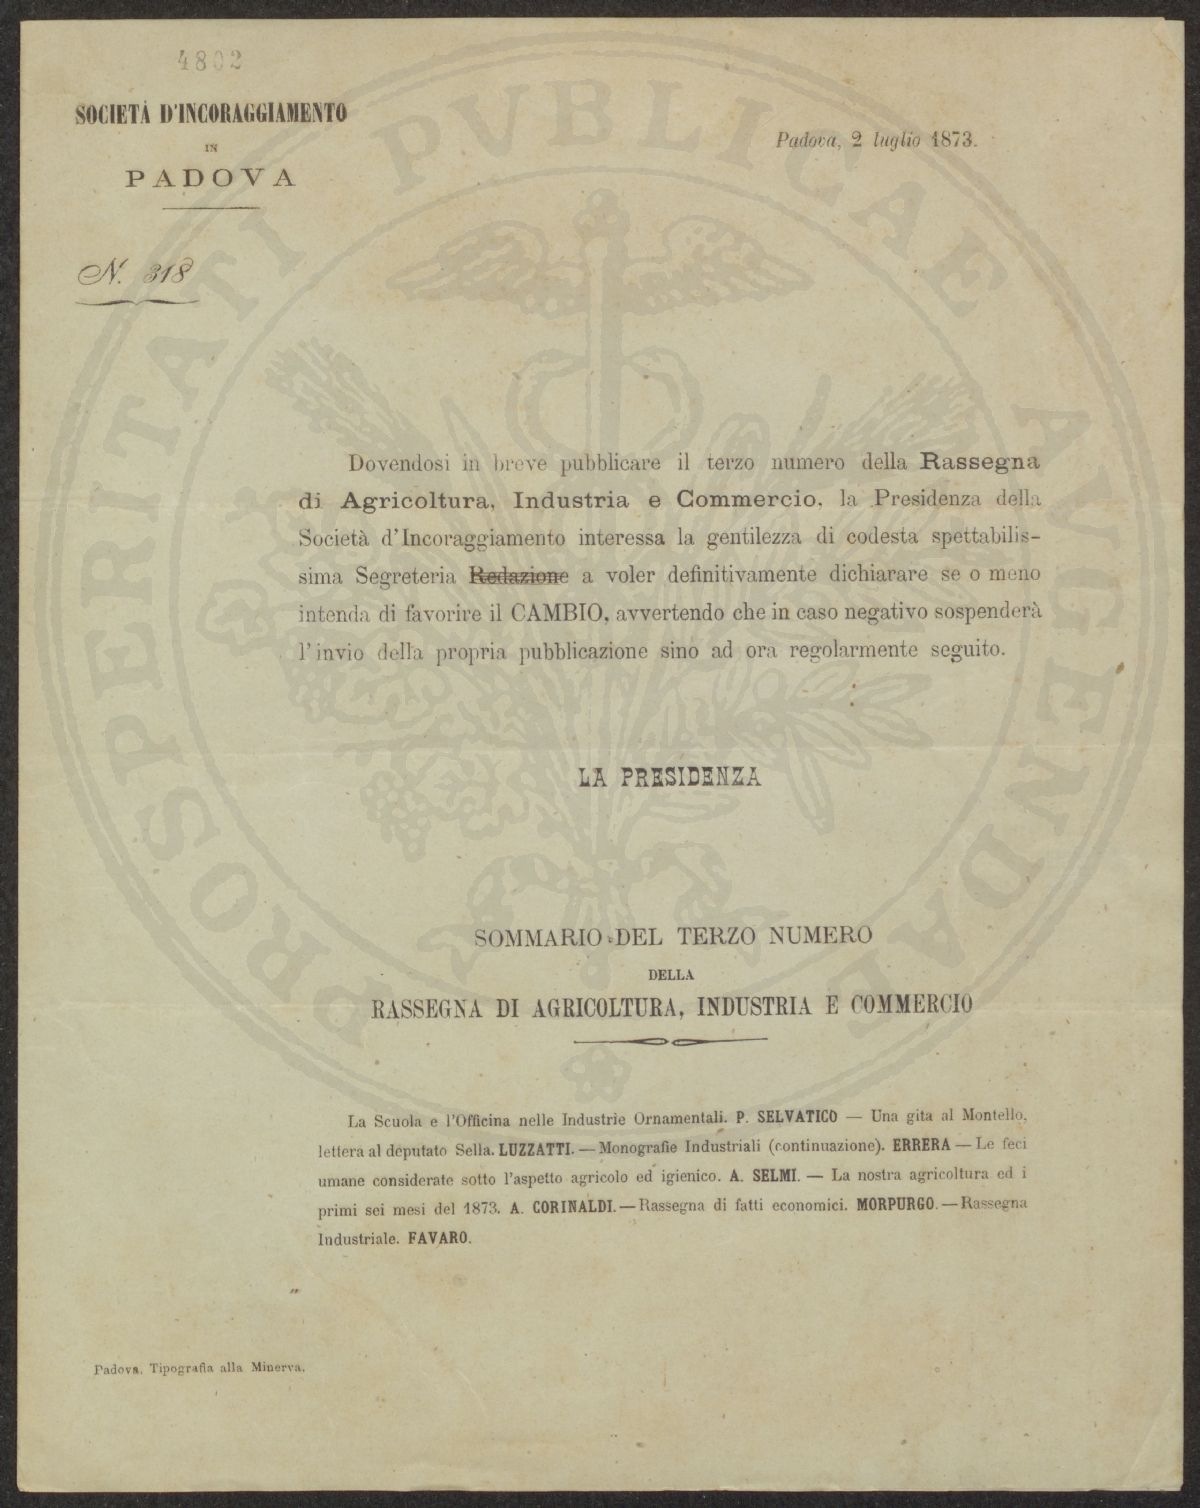 4802
SOCIETÀ D'INCORAGGIAMENTO
IN
PADOVA
Padova, 2 luglio 1873.
N. 318
Dovendosi in breve pubblicare il terzo numero della Rassegna
di Agricoltura, Industria e Commercio, la Presidenza della
Società d'Incoraggiamento interessa la gentilezza di codesta spettabilis-
sima Segreteria Redazione a voler definitivamente dichiarare se o meno
intenda di favorire il CAMBIO, avvertendo che in caso negativo sospenderà
l'invio della propria pubblicazione sino ad ora regolarmente seguito.
LA PRESIDENZA
SOMMARIO DEL TERZO NUMERO
DELLA
RASSEGNA DI AGRICOLTURA, INDUSTRIA E COMMERCIO
La Scuola e l'Officina nelle Industrie Ornamentali. P. SELVATICO — Una gita al Montello,
lettera al deputato Sella. LUZZATTI. — Monografie Industriali (continuazione). ERRERA — Le feci
umane considerate sotto l'aspetto agricolo ed igienico. A. SELMI. — La nostra agricoltura ed i
primi sei mesi del 1873. A. CORINALDI. — Rassegna di fatti economici. MORPURGO. — Rassegna
Industriale. FAVARO.
Padova, Tipografia alla Minerva.
PROSPERITATI PVBLICAE AVGENDAE